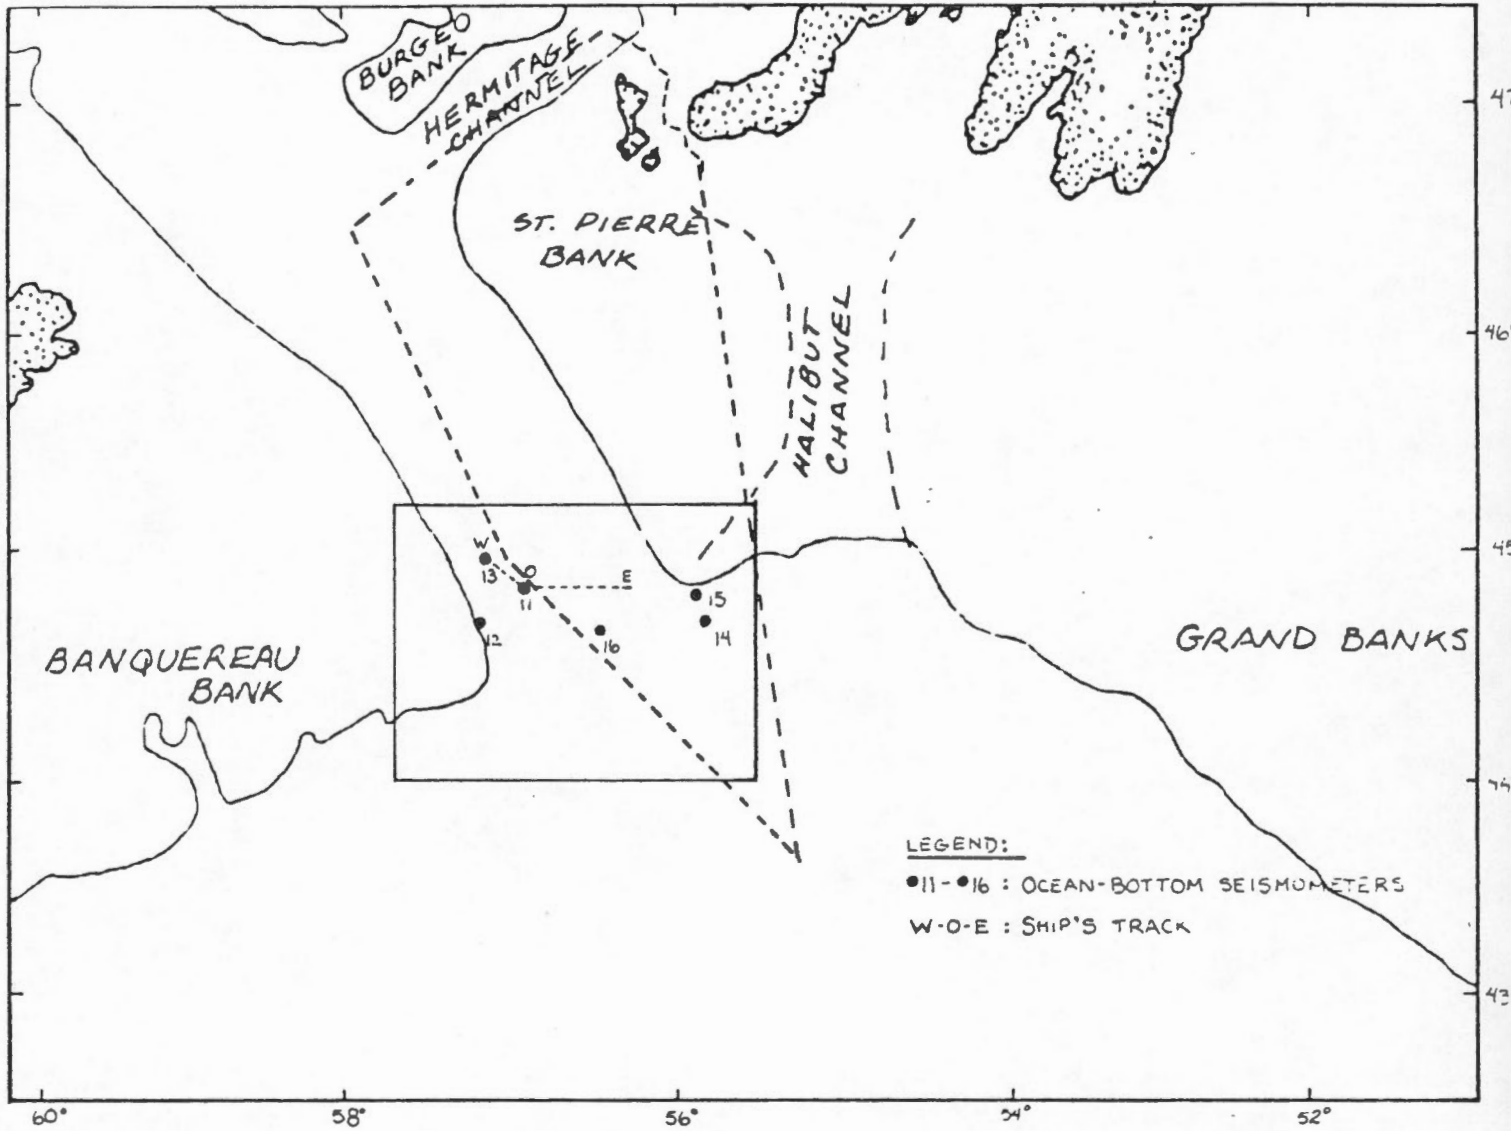 BURGEO
BANK
HERMITAGE
CHANNEL
ST. PIERRE
BANK
HALIBUT
CHANNEL
46°
W
13
O
11
E
12
16
15
14
BANQUEREAU
BANK
GRAND BANKS
44
LEGEND:
●11-●16 : OCEAN-BOTTOM SEISMOMETERS
W-O-E : SHIP'S TRACK
43
60°
58°
56°
54°
52°